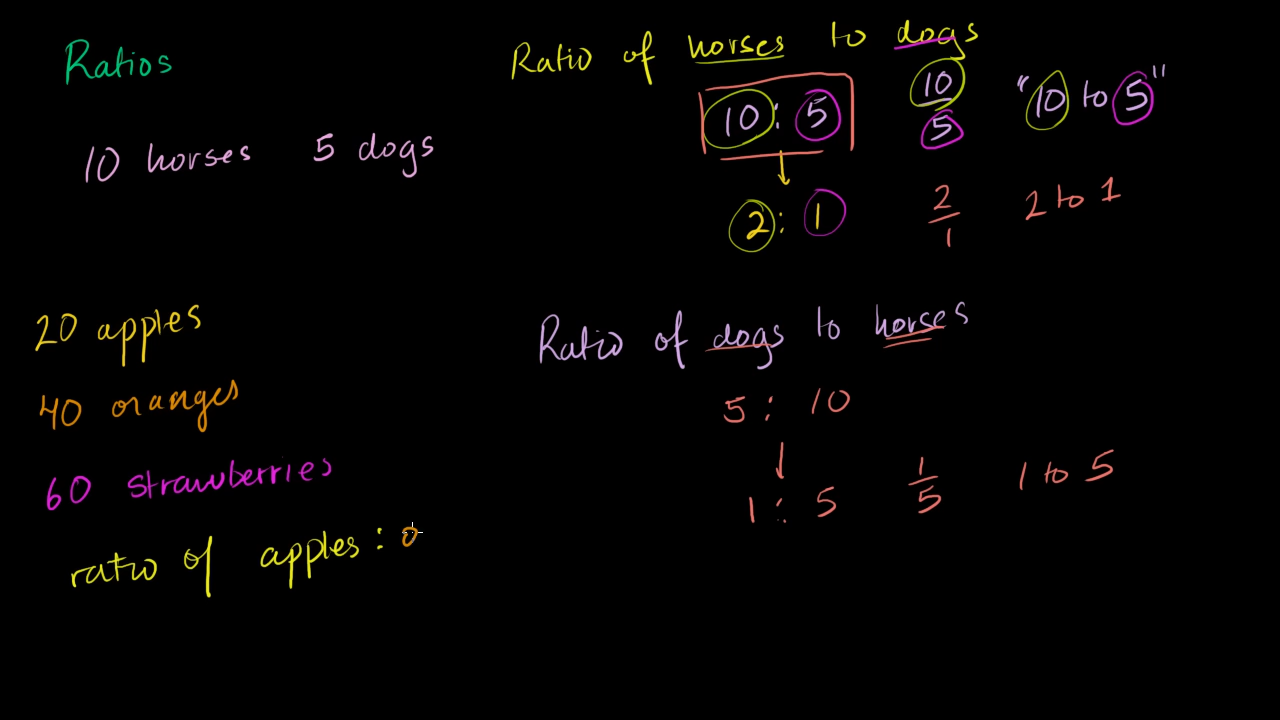 Ratios
10 horses 5 dogs
Ratio of horses to dogs
10 : 5 10/5 "10 to 5"
2 : 1 2/1 2 to 1
20 apples
40 oranges
60 strawberries
ratio of apples : o
Ratio of dogs to horses
5 : 10
1 : 5 1/5 1 to 5